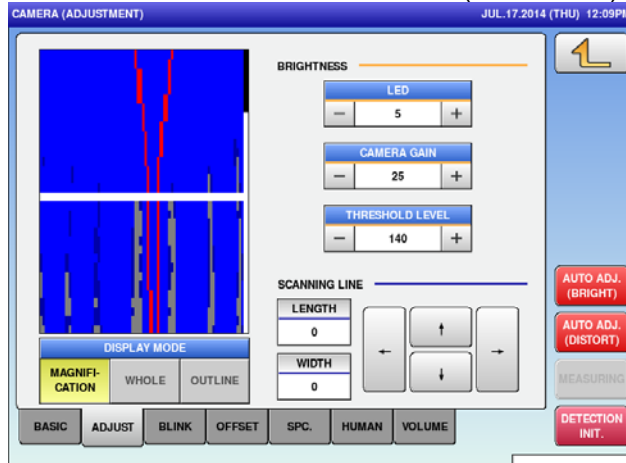 CAMERA (ADJUSTMENT)
JUL.17.2014 (THU) 12:09PM
BRIGHTNESS
LED
− 5 +
CAMERA GAIN
− 25 +
THRESHOLD LEVEL
− 140 +
SCANNING LINE
LENGTH
0
WIDTH
0
← ↑ ↓ →
DISPLAY MODE
MAGNIFI-
CATION
WHOLE
OUTLINE
AUTO ADJ.
(BRIGHT)
AUTO ADJ.
(DISTORT)
MEASURING
DETECTION
INIT.
BASIC ADJUST BLINK OFFSET SPC. HUMAN VOLUME